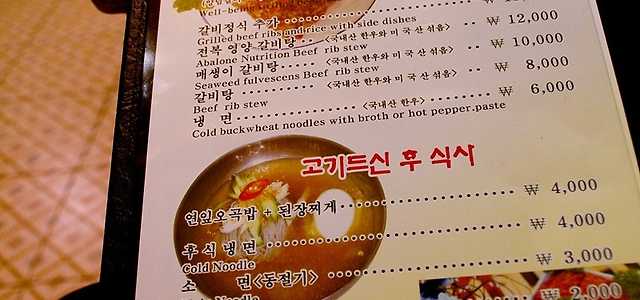 Well-being Grilled
갈비정식 추가 ₩ 12,000
Grilled beef ribs and rice with side dishes
전복 영양 갈비탕 <국내산 한우와 미국산 섞음> ₩ 10,000
Abalone Nutrition Beef rib stew
매생이 갈비탕 <국내산 한우와 미국산 섞음> ₩ 8,000
Seaweed fulvescens Beef rib stew
갈비탕 <국내산 한우와 미국산 섞음> ₩ 6,000
Beef rib stew
냉 면 <국내산 한우>
Cold buckwheat noodles with broth or hot pepper.paste
고기드신 후 식사
연잎오곡밥 + 된장찌개 ₩ 4,000
후식냉면 ₩ 4,000
Cold Noodle
소 면<동절기> ₩ 3,000
Noodle
₩ 2,000